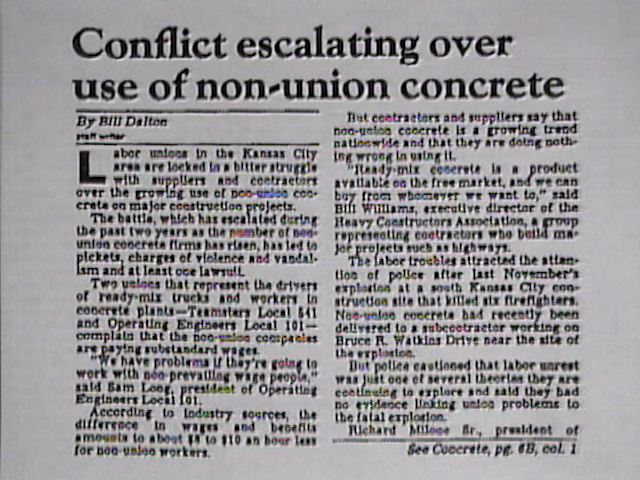 Conflict escalating over
use of non-union concrete
By Bill Dalton
staff writer
Labor unions in the Kansas City
area are locked in a bitter struggle
with suppliers and contractors
over the growing use of non-union con-
crete on major construction projects.
The battle, which has escalated during
the past two years as the number of non-
union concrete firms has risen, has led to
pickets, charges of violence and vandal-
ism and at least one lawsuit.
Two unions that represent the drivers
of ready-mix trucks and workers in
concrete plants—Teamsters Local 541
and Operating Engineers Local 101—
complain that the non-union companies
are paying substandard wages.
"We have problems if they're going to
work with non-prevailing wage people,"
said Sam Long, president of Operating
Engineers Local 101.
According to industry sources, the
difference in wages and benefits
amounts to about $8 to $10 an hour less
for non-union workers.
But contractors and suppliers say that
non-union concrete is a growing trend
nationwide and that they are doing noth-
ing wrong in using it.
"Ready-mix concrete is a product
available on the free market, and we can
buy from whomever we want to," said
Bill Williams, executive director of the
Heavy Constructors Association, a group
representing contractors who build ma-
jor projects such as highways.
The labor troubles attracted the atten-
tion of police after last November's
explosion at a south Kansas City con-
struction site that killed six firefighters.
Non-union concrete had recently been
delivered to a subcontractor working on
Bruce R. Watkins Drive near the site of
the explosion.
But police cautioned that labor unrest
was just one of several theories they are
continuing to explore and said they had
no evidence linking union problems to
the fatal explosion.
Richard Milone Sr., president of
See Concrete, pg. 6B, col. 1